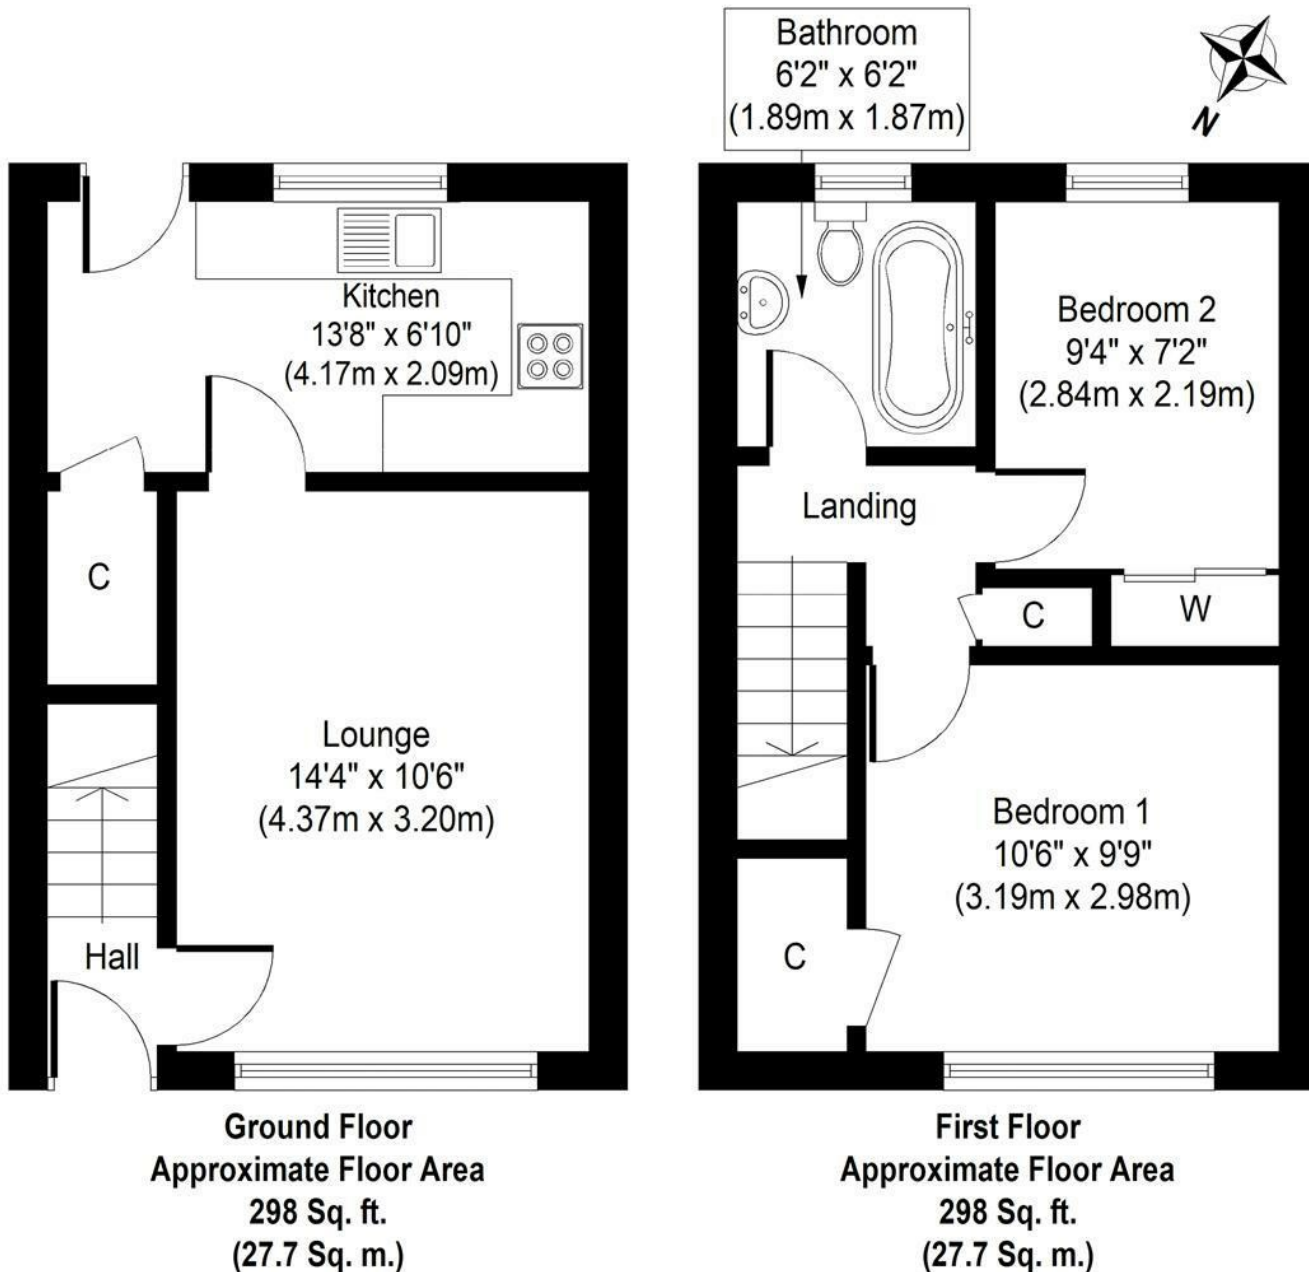 Bathroom
6'2" x 6'2"
(1.89m x 1.87m)
N
Kitchen
13'8" x 6'10"
(4.17m x 2.09m)
C
Lounge
14'4" x 10'6"
(4.37m x 3.20m)
Hall
Ground Floor
Approximate Floor Area
298 Sq. ft.
(27.7 Sq. m.)
Bedroom 2
9'4" x 7'2"
(2.84m x 2.19m)
Landing
C
W
Bedroom 1
10'6" x 9'9"
(3.19m x 2.98m)
C
First Floor
Approximate Floor Area
298 Sq. ft.
(27.7 Sq. m.)